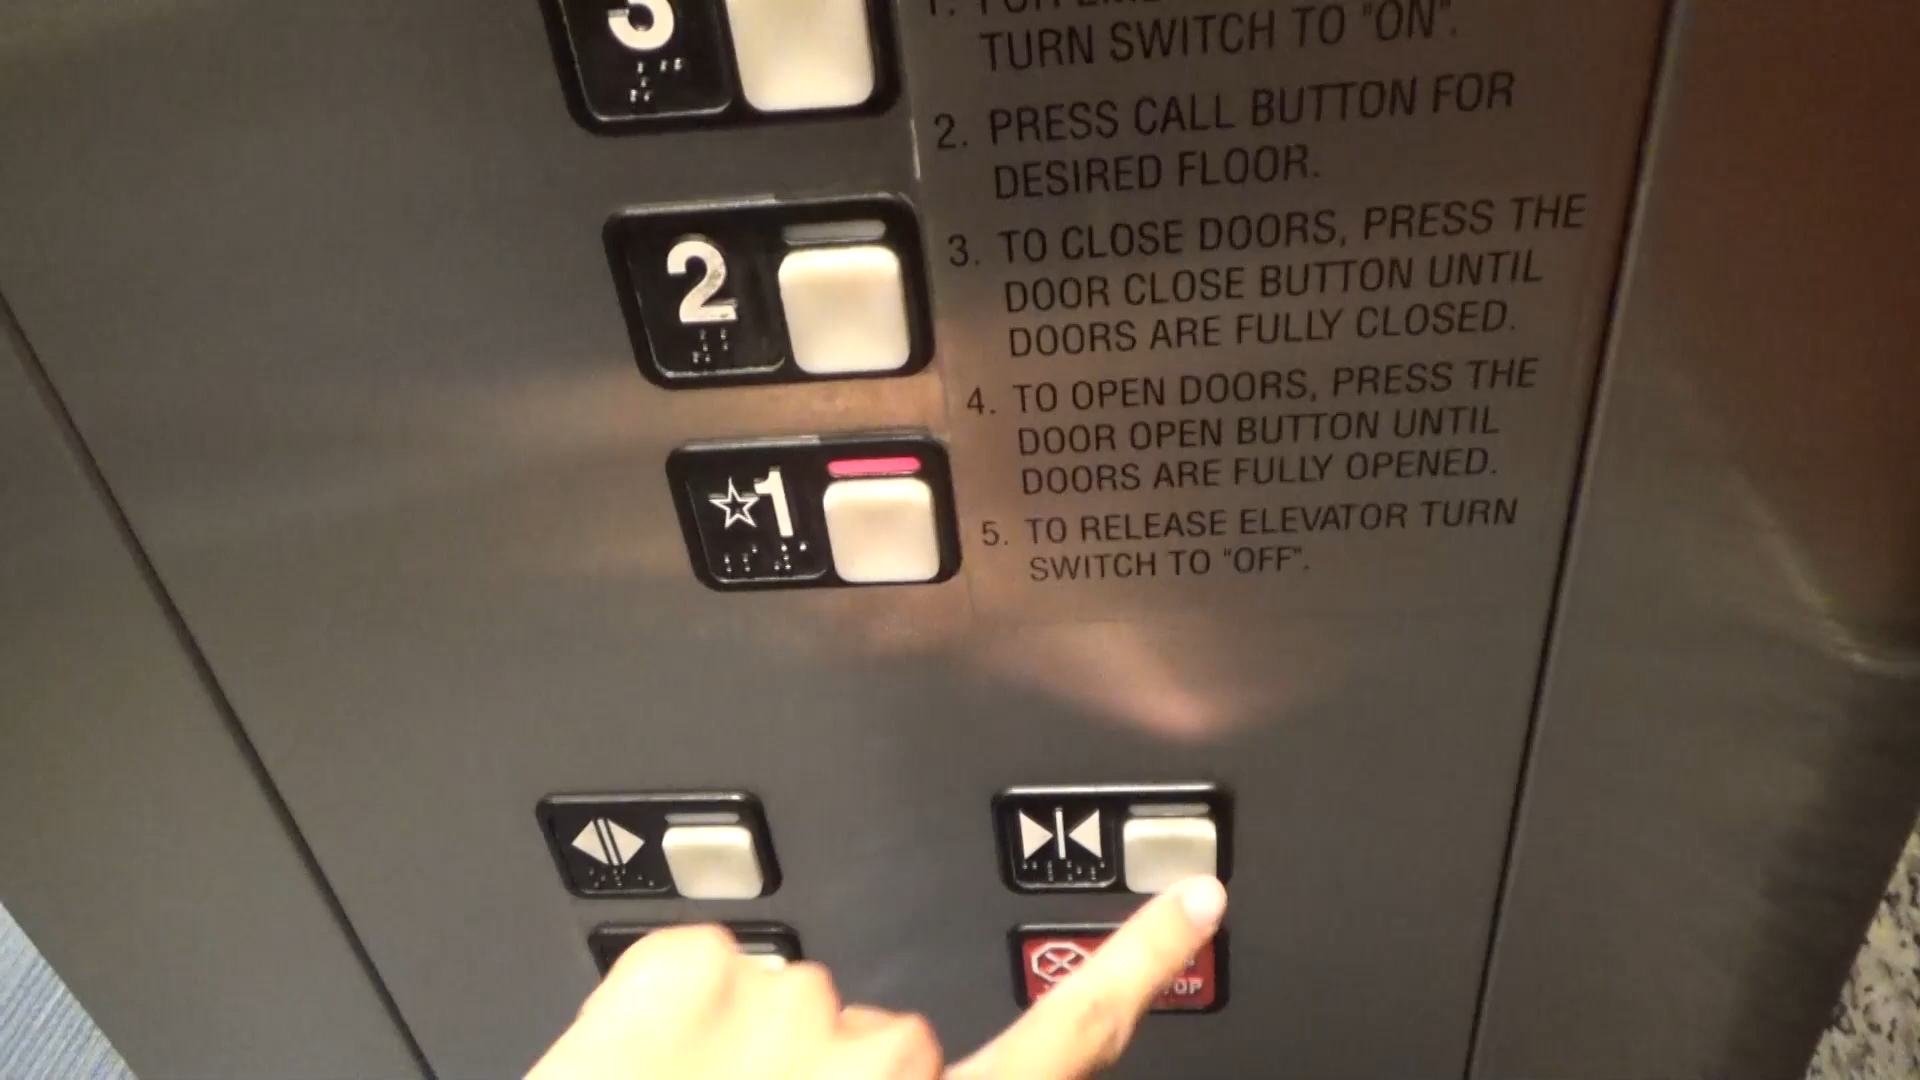 3
1.
TURN SWITCH TO "ON".
2. PRESS CALL BUTTON FOR
DESIRED FLOOR.
3. TO CLOSE DOORS, PRESS THE
DOOR CLOSE BUTTON UNTIL
DOORS ARE FULLY CLOSED.
4. TO OPEN DOORS, PRESS THE
DOOR OPEN BUTTON UNTIL
DOORS ARE FULLY OPENED.
5. TO RELEASE ELEVATOR TURN
SWITCH TO "OFF".
2
☆1